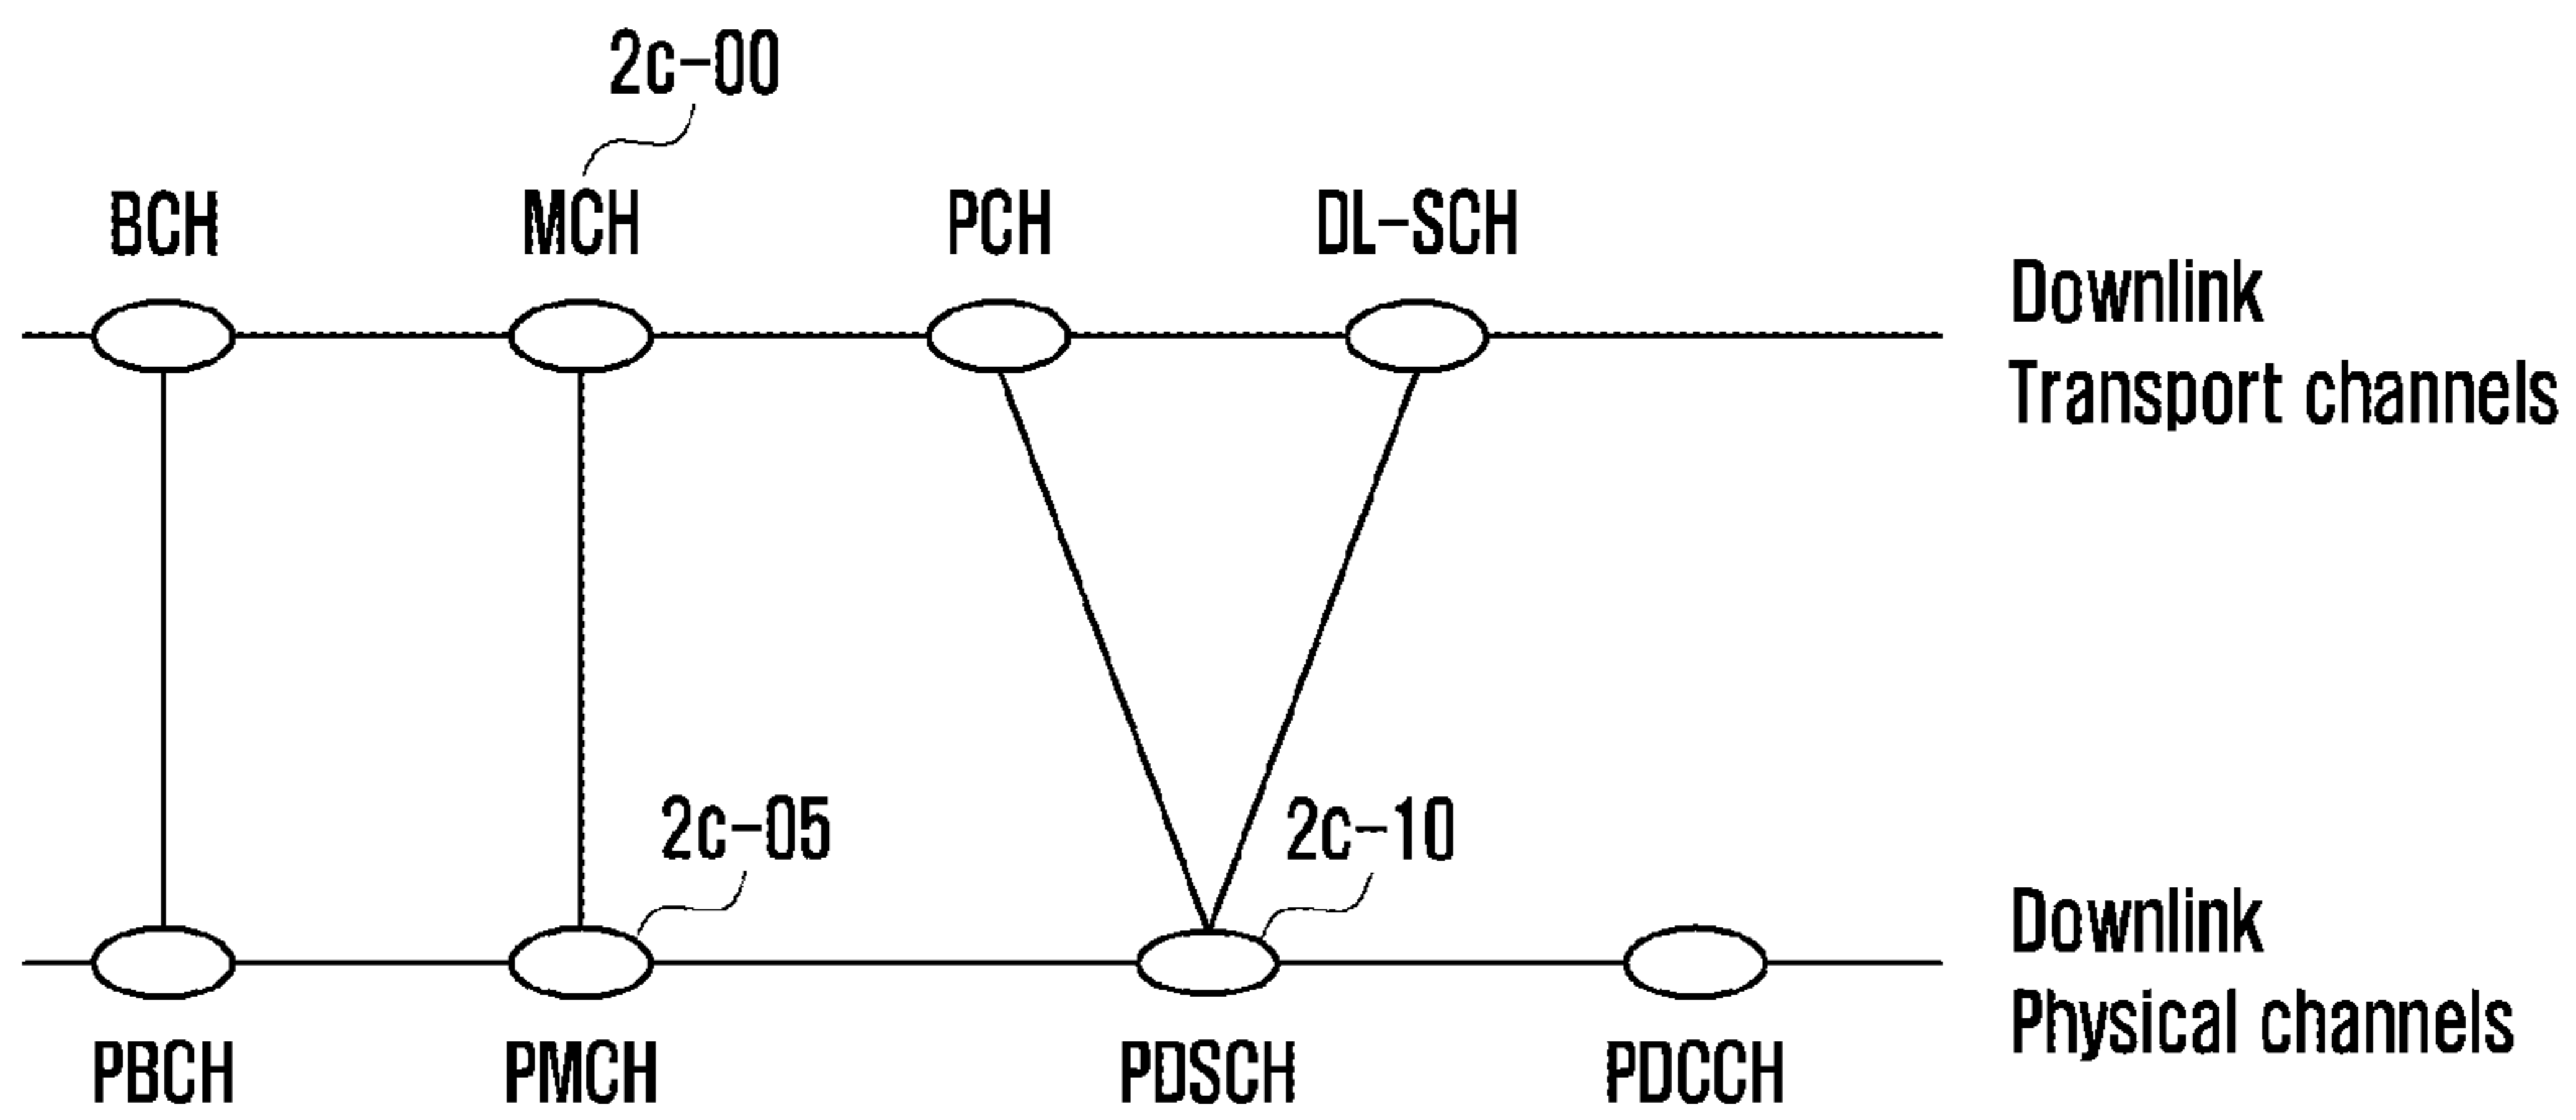 2c-00
BCH
MCH
PCH
DL-SCH
Downlink
Transport channels
2c-05
2c-10
Downlink
Physical channels
PBCH
PMCH
PDSCH
PDCCH